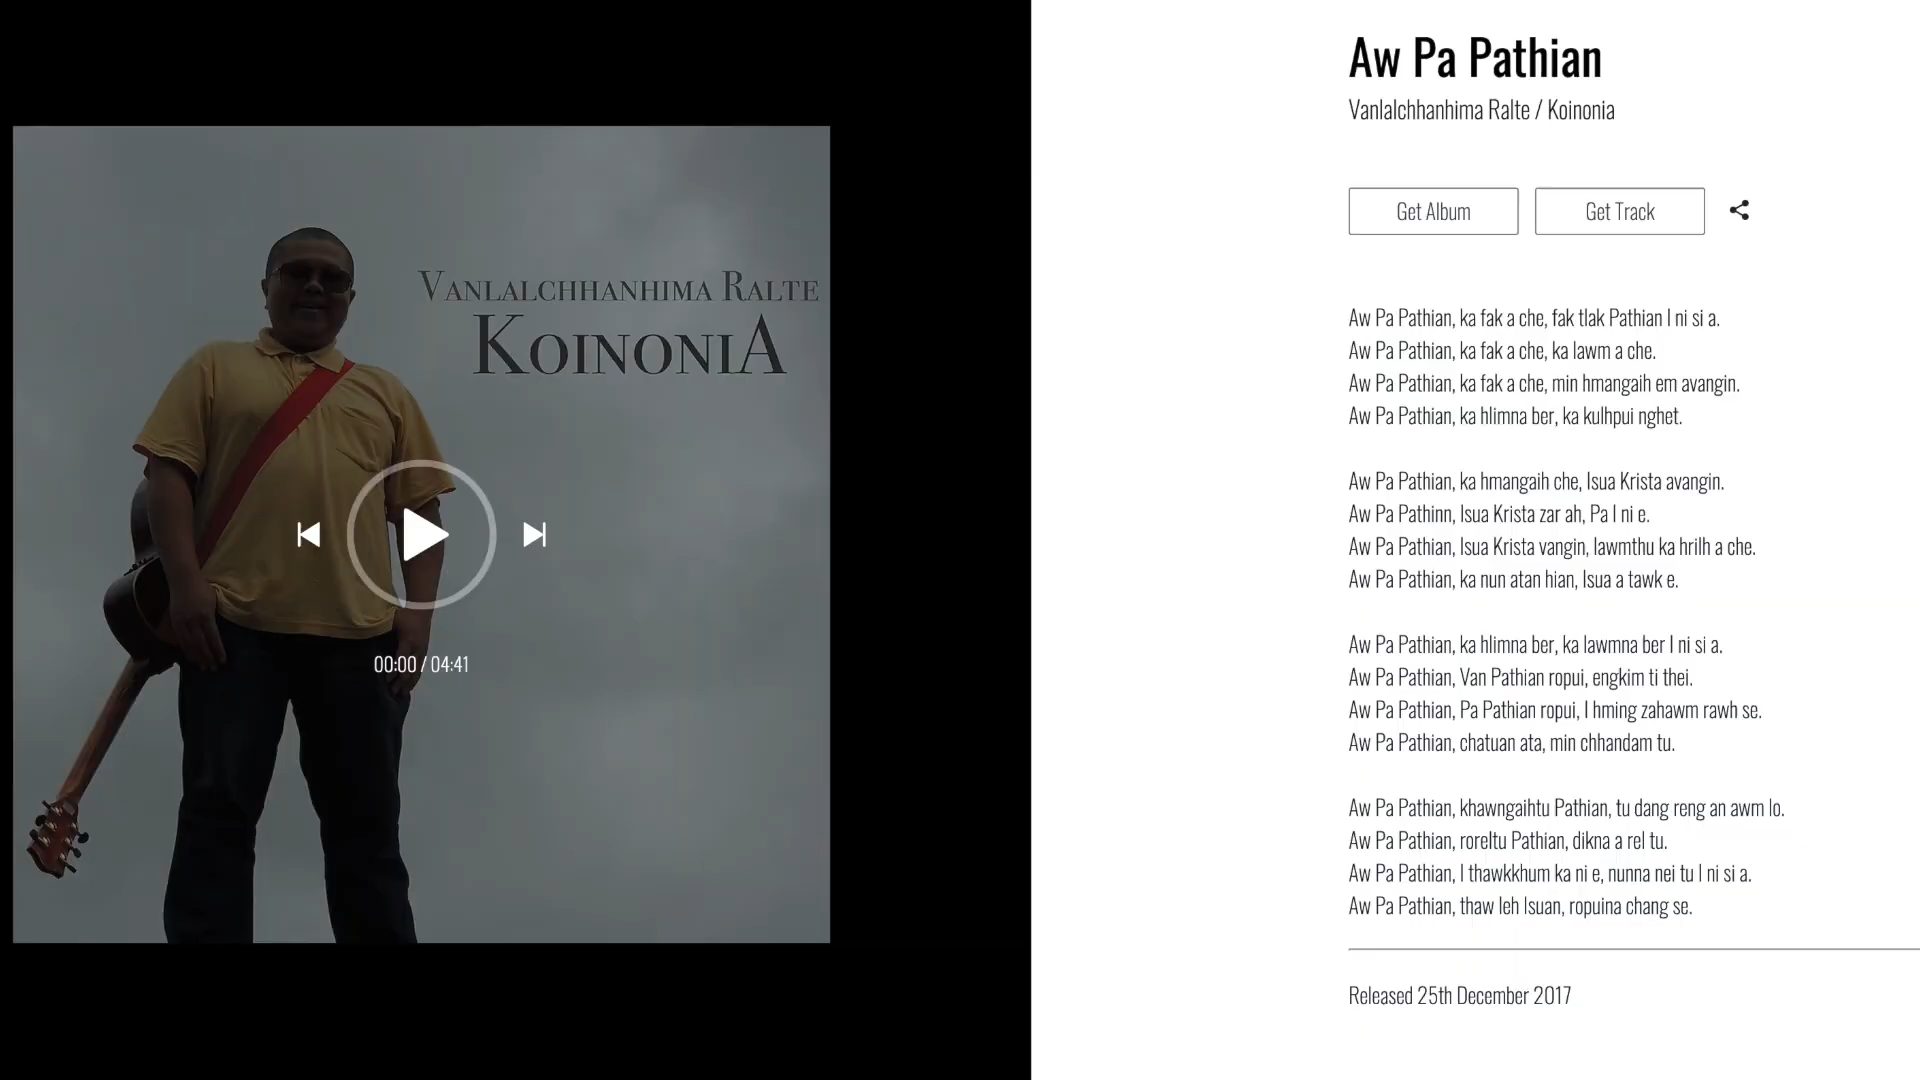 VANLALCHHANHIMA RALTE
KOINONIA
00:00 / 04:41
Aw Pa Pathian
Vanlalchhanhima Ralte / Koinonia
Get Album
Get Track
Aw Pa Pathian, ka fak a che, fak tlak Pathian I ni si a.
Aw Pa Pathian, ka fak a che, ka lawm a che.
Aw Pa Pathian, ka fak a che, min hmangaih em avangin.
Aw Pa Pathian, ka hlimna ber, ka kulhpui nghet.
Aw Pa Pathian, ka hmangaih che, Isua Krista avangin.
Aw Pa Pathinn, Isua Krista zar ah, Pa I ni e.
Aw Pa Pathian, Isua Krista vangin, lawmthu ka hrilh a che.
Aw Pa Pathian, ka nun atan hian, Isua a tawk e.
Aw Pa Pathian, ka hlimna ber, ka lawmna ber I ni si a.
Aw Pa Pathian, Van Pathian ropui, engkim ti thei.
Aw Pa Pathian, Pa Pathian ropui, I hming zahawm rawh se.
Aw Pa Pathian, chatuan ata, min chhandam tu.
Aw Pa Pathian, khawngaihtu Pathian, tu dang reng an awm lo.
Aw Pa Pathian, roreltu Pathian, dikna a rel tu.
Aw Pa Pathian, I thawkkhum ka ni e, nunna nei tu I ni si a.
Aw Pa Pathian, thaw leh Isuan, ropuina chang se.
Released 25th December 2017